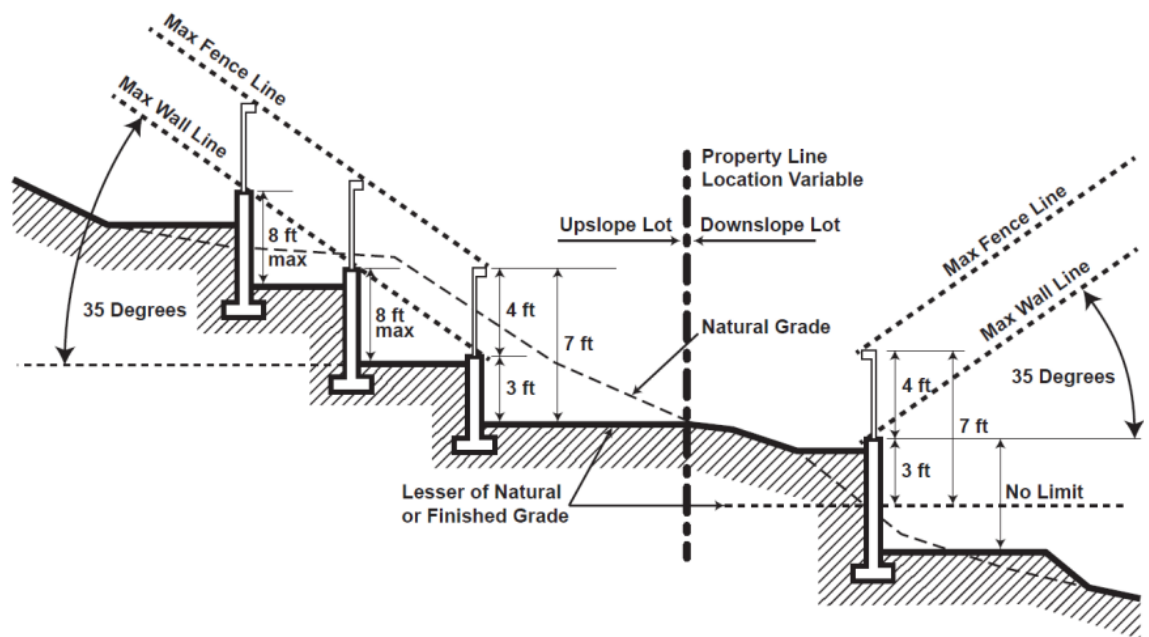 Max Fence Line
Max Wall Line
Property Line
Location Variable
Upslope Lot
Downslope Lot
Max Fence Line
8 ft
max
Max Wall Line
35 Degrees
8 ft
max
4 ft
7 ft
Natural Grade
3 ft
4 ft
35 Degrees
7 ft
3 ft
Lesser of Natural
or Finished Grade
No Limit